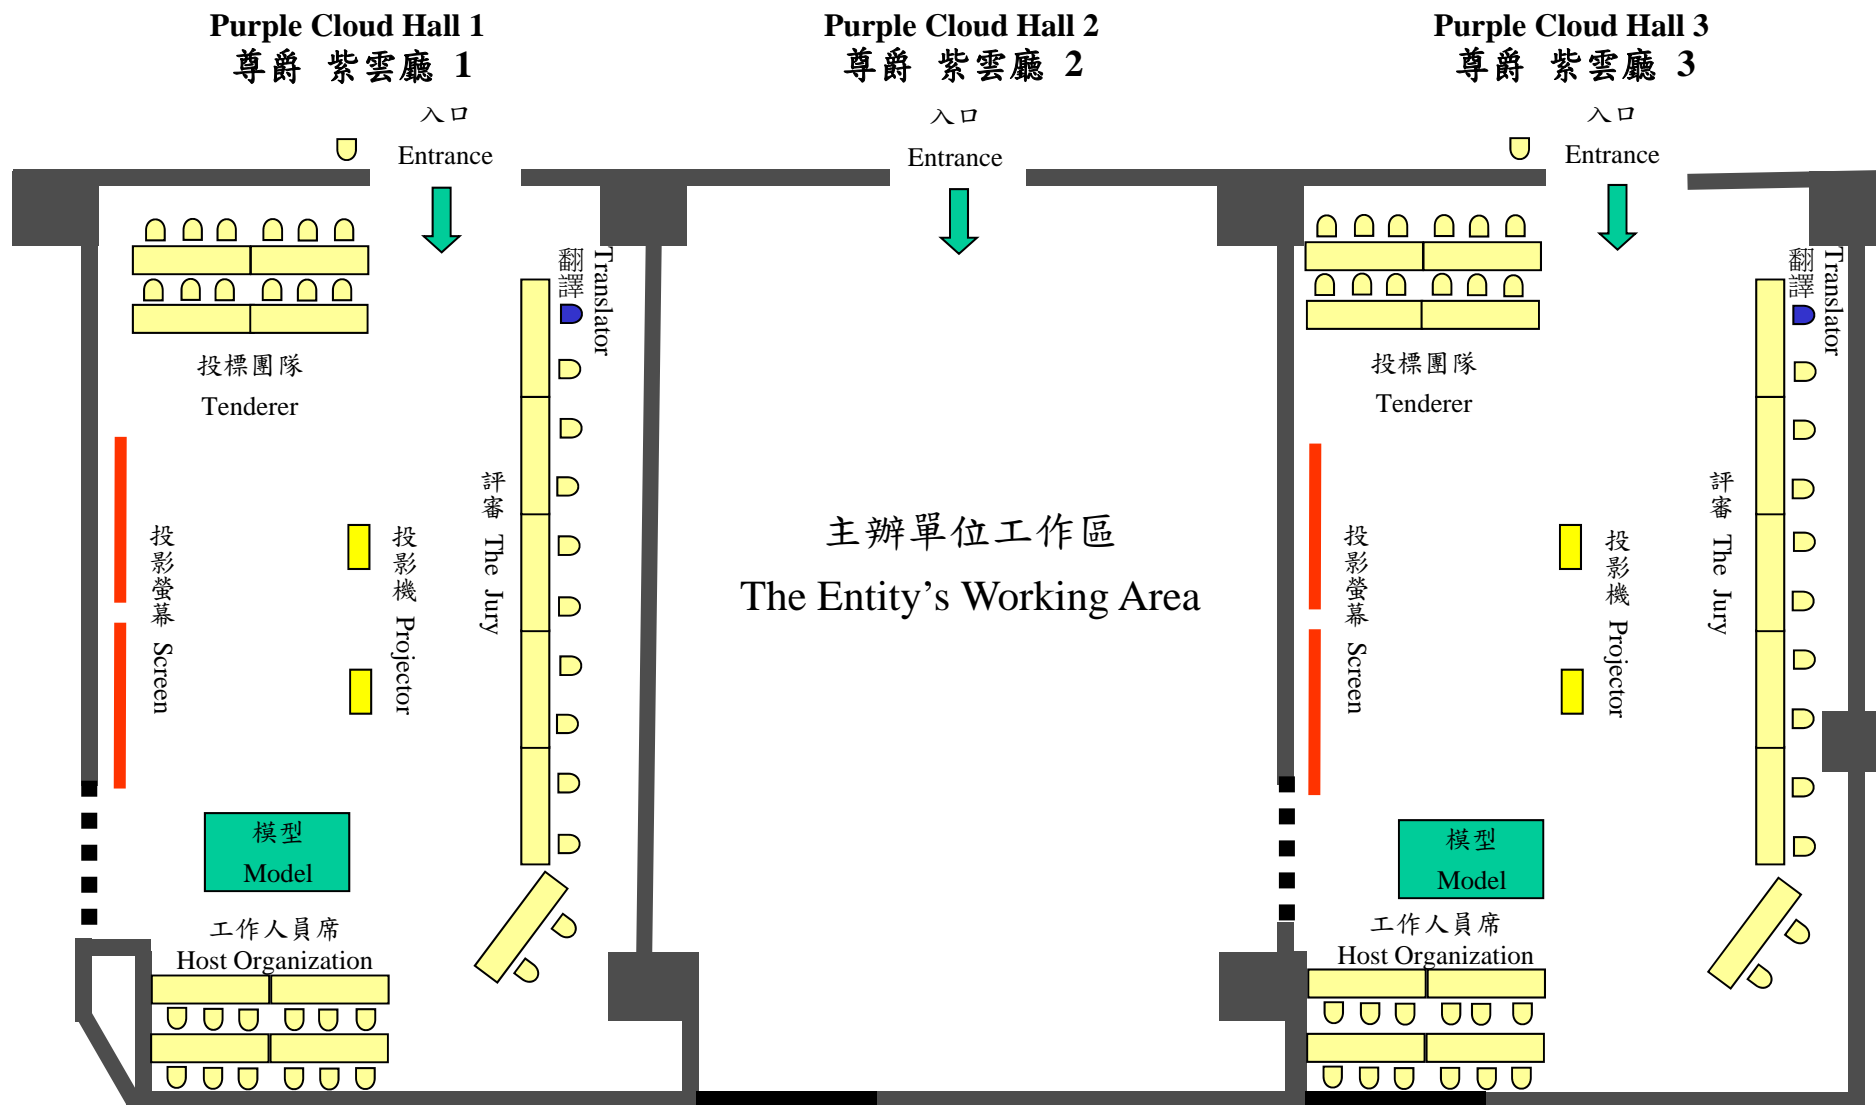 Purple Cloud Hall 1
尊爵 紫雲廳 1
入口
Entrance
翻譯
Translator
投標團隊
Tenderer
投影螢幕 Screen
投影機 Projector
評審 The Jury
模型
Model
工作人員席
Host Organization
Purple Cloud Hall 2
尊爵 紫雲廳 2
入口
Entrance
主辦單位工作區
The Entity's Working Area
Purple Cloud Hall 3
尊爵 紫雲廳 3
入口
Entrance
翻譯
Translator
投標團隊
Tenderer
投影螢幕 Screen
投影機 Projector
評審 The Jury
模型
Model
工作人員席
Host Organization